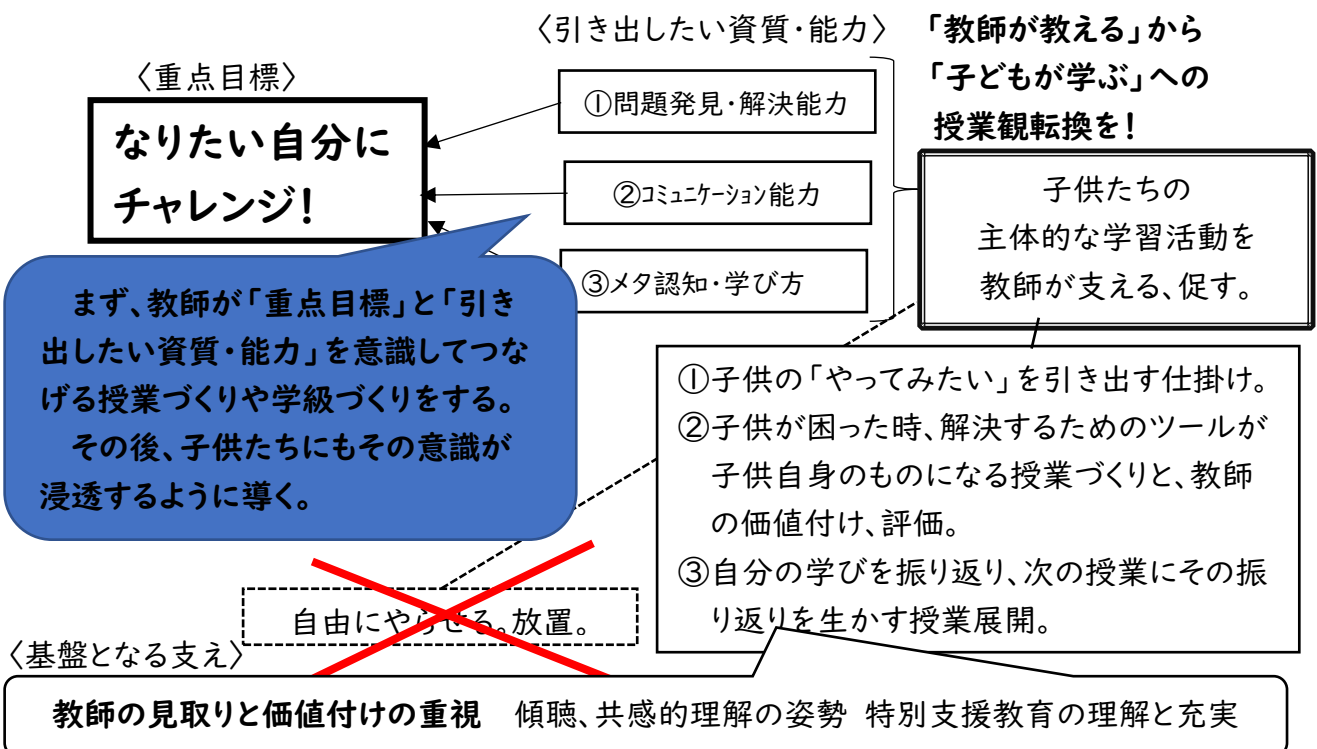 〈重点目標〉
なりたい自分に
チャレンジ！
〈引き出したい資質・能力〉
①問題発見・解決能力
②ｺﾐｭﾆｹｰｼｮﾝ能力
③メタ認知・学び方
「教師が教える」から
「子どもが学ぶ」への
授業観転換を！
子供たちの
主体的な学習活動を
教師が支える、促す。
まず、教師が「重点目標」と「引き
出したい資質・能力」を意識してつな
げる授業づくりや学級づくりをする。
その後、子供たちにもその意識が
浸透するように導く。
①子供の「やってみたい」を引き出す仕掛け。
②子供が困った時、解決するためのツールが
子供自身のものになる授業づくりと、教師
の価値付け、評価。
③自分の学びを振り返り、次の授業にその振
り返りを生かす授業展開。
自由にやらせる。放置。
〈基盤となる支え〉
教師の見取りと価値付けの重視　傾聴、共感的理解の姿勢　特別支援教育の理解と充実